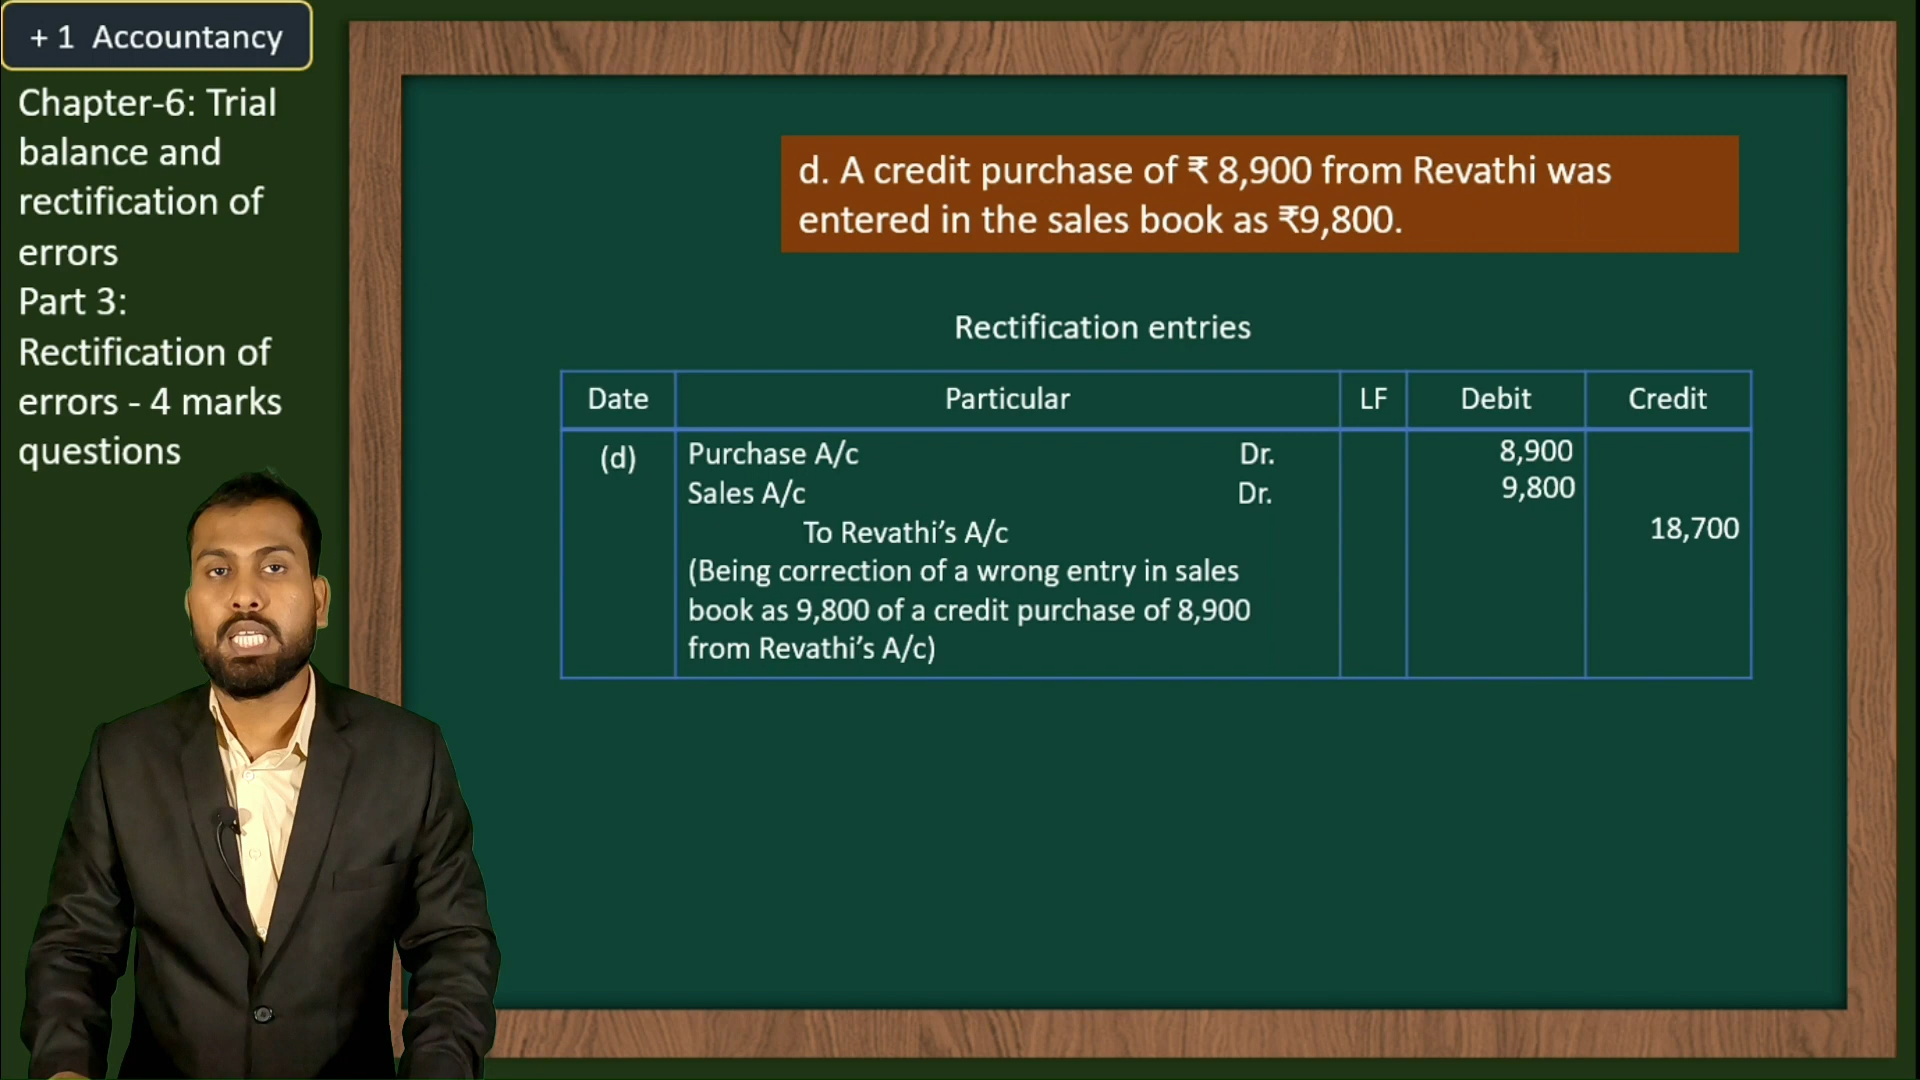 + 1 Accountancy
Chapter-6: Trial
balance and
rectification of
errors
Part 3:
Rectification of
errors - 4 marks
questions
d. A credit purchase of ₹ 8,900 from Revathi was
entered in the sales book as ₹9,800.
Rectification entries
Date Particular LF Debit Credit
(d) Purchase A/c Dr. 8,900
Sales A/c Dr. 9,800
To Revathi’s A/c 18,700
(Being correction of a wrong entry in sales
book as 9,800 of a credit purchase of 8,900
from Revathi’s A/c)